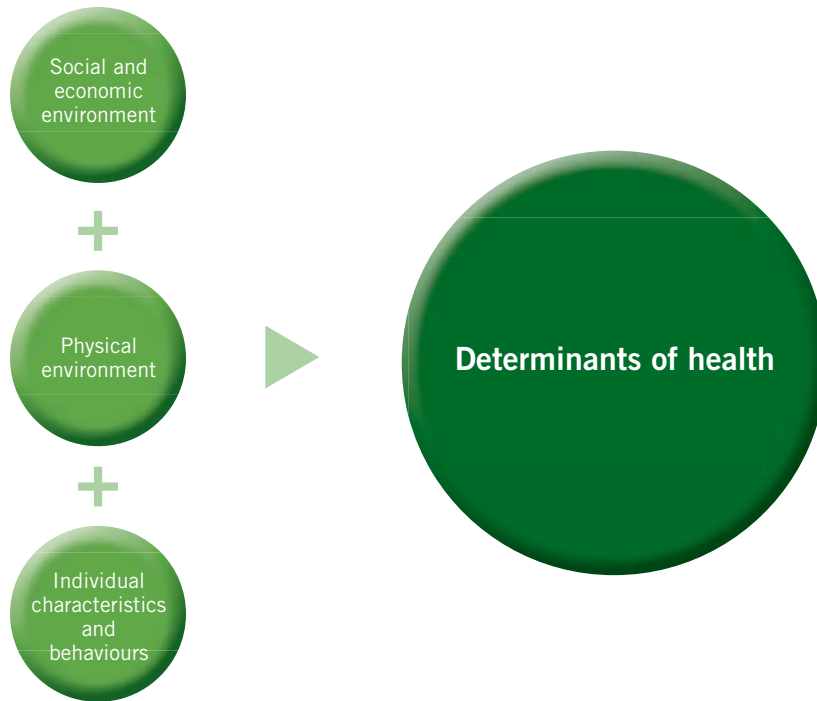 Social and
economic
environment
+
Physical
environment
+
Individual
characteristics
and
behaviours
Determinants of health